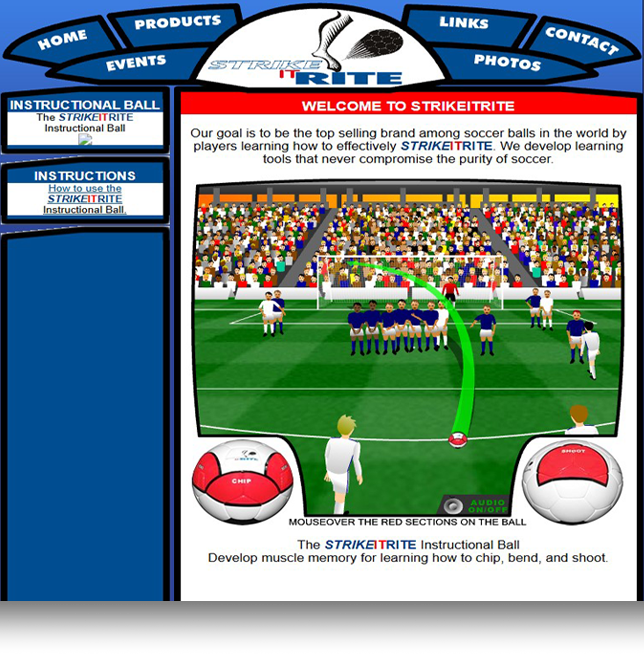 HOME
PRODUCTS
EVENTS
STRIKE
IT RITE
LINKS
CONTACT
PHOTOS
INSTRUCTIONAL BALL
The STRIKEITRITE
Instructional Ball
INSTRUCTIONS
How to use the
STRIKEITRITE
Instructional Ball.
WELCOME TO STRIKEITRITE
Our goal is to be the top selling brand among soccer balls in the world by
players learning how to effectively STRIKEITRITE. We develop learning
tools that never compromise the purity of soccer.
RITE
CHIP
SHOOT
AUDIO
ON/OFF
MOUSEOVER THE RED SECTIONS ON THE BALL
The STRIKEITRITE Instructional Ball
Develop muscle memory for learning how to chip, bend, and shoot.